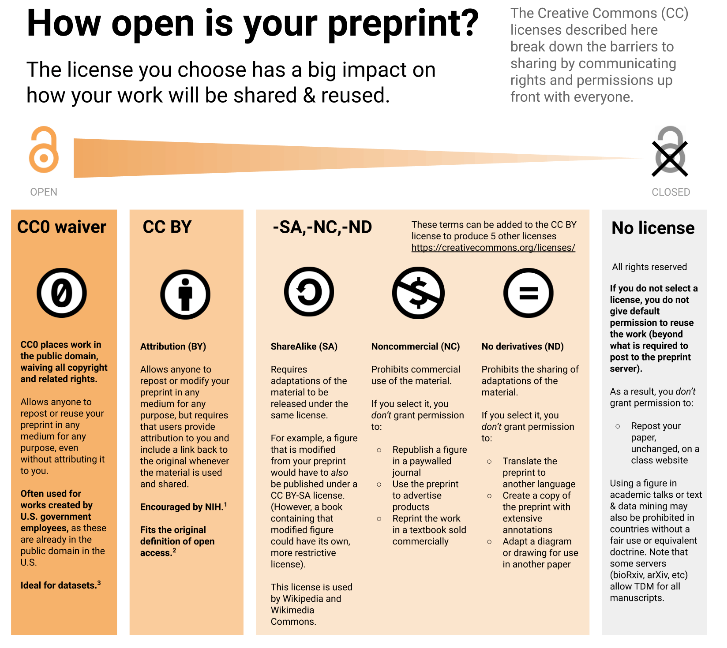 How open is your preprint?
The license you choose has a big impact on
how your work will be shared & reused.
The Creative Commons (CC)
licenses described here
break down the barriers to
sharing by communicating
rights and permissions up
front with everyone.
OPEN
CLOSED
CC0 waiver
CC0 places work in
the public domain,
waiving all copyright
and related rights.
Allows anyone to
repost or reuse your
preprint in any
medium for any
purpose, even
without attributing it
to you.
Often used for
works created by
U.S. government
employees, as these
are already in the
public domain in the
U.S.
Ideal for datasets.³
CC BY
Attribution (BY)
Allows anyone to
repost or modify your
preprint in any
medium for any
purpose, but requires
that users provide
attribution to you and
include a link back to
the original whenever
the material is used
and shared.
Encouraged by NIH.¹
Fits the original
definition of open
access.²
-SA,-NC,-ND
These terms can be added to the CC BY
license to produce 5 other licenses
https://creativecommons.org/licenses/
ShareAlike (SA)
Requires
adaptations of the
material to be
released under the
same license.
For example, a figure
that is modified
from your preprint
would have to also
be published under a
CC BY-SA license.
(However, a book
containing that
modified figure
could have its own,
more restrictive
license).
This license is used
by Wikipedia and
Wikimedia
Commons.
Noncommercial (NC)
Prohibits commercial
use of the material.
If you select it, you
don't grant permission
to:
○ Republish a figure
in a paywalled
journal
○ Use the preprint
to advertise
products
○ Reprint the work
in a textbook sold
commercially
No derivatives (ND)
Prohibits the sharing of
adaptations of the
material.
If you select it, you
don't grant permission
to:
○ Translate the
preprint to
another language
○ Create a copy of
the preprint with
extensive
annotations
○ Adapt a diagram
or drawing for use
in another paper
No license
All rights reserved
If you do not select a
license, you do not
give default
permission to reuse
the work (beyond
what is required to
post to the preprint
server).
As a result, you don't
grant permission to:
○ Repost your
paper,
unchanged, on a
class website
Using a figure in
academic talks or text
& data mining may
also be prohibited in
countries without a
fair use or equivalent
doctrine. Note that
some servers
(bioRxiv, arXiv, etc)
allow TDM for all
manuscripts.